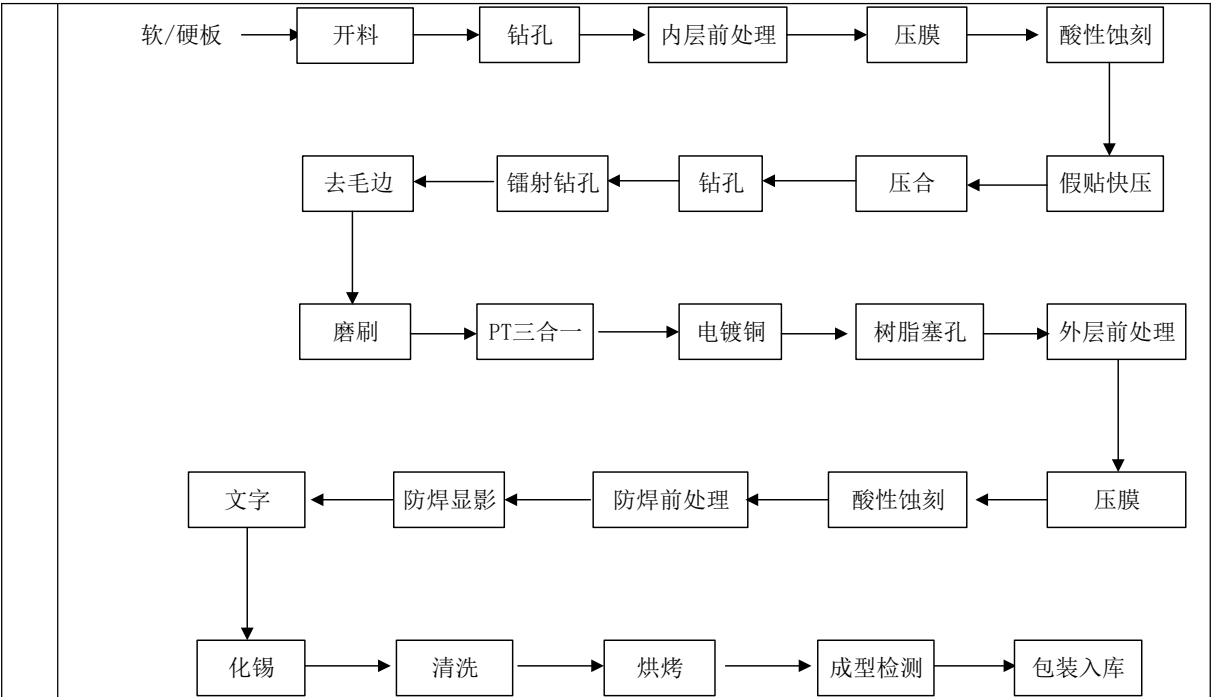 软/硬板 开料 钻孔 内层前处理 压膜 酸性蚀刻
去毛边 镭射钻孔 钻孔 压合 假贴快压
磨刷 PT三合一 电镀铜 树脂塞孔 外层前处理
文字 防焊显影 防焊前处理 酸性蚀刻 压膜
化锡 清洗 烘烤 成型检测 包装入库